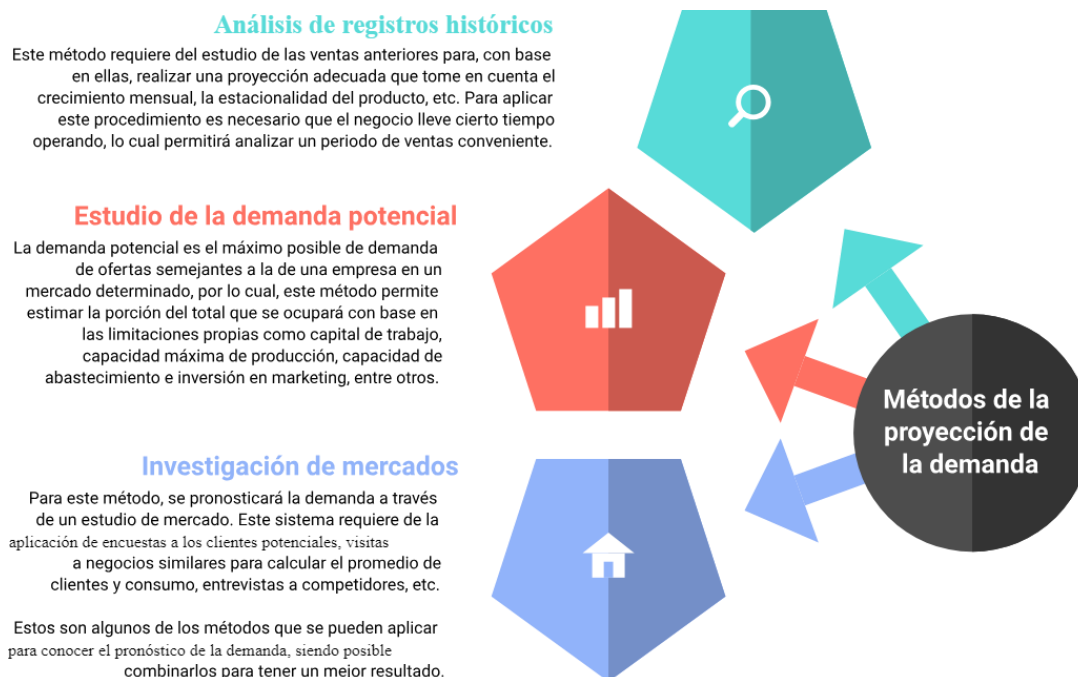 Análisis de registros históricos
Este método requiere del estudio de las ventas anteriores para, con base
en ellas, realizar una proyección adecuada que tome en cuenta el
crecimiento mensual, la estacionalidad del producto, etc. Para aplicar
este procedimiento es necesario que el negocio lleve cierto tiempo
operando, lo cual permitirá analizar un periodo de ventas conveniente.
Estudio de la demanda potencial
La demanda potencial es el máximo posible de demanda
de ofertas semejantes a la de una empresa en un
mercado determinado, por lo cual, este método permite
estimar la porción del total que se ocupará con base en
las limitaciones propias como capital de trabajo,
capacidad máxima de producción, capacidad de
abastecimiento e inversión en marketing, entre otros.
Investigación de mercados
Para este método, se pronosticará la demanda a través
de un estudio de mercado. Este sistema requiere de la
aplicación de encuestas a los clientes potenciales, visitas
a negocios similares para calcular el promedio de
clientes y consumo, entrevistas a competidores, etc.
Estos son algunos de los métodos que se pueden aplicar
para conocer el pronóstico de la demanda, siendo posible
combinarlos para tener un mejor resultado.
Métodos de la
proyección de
la demanda